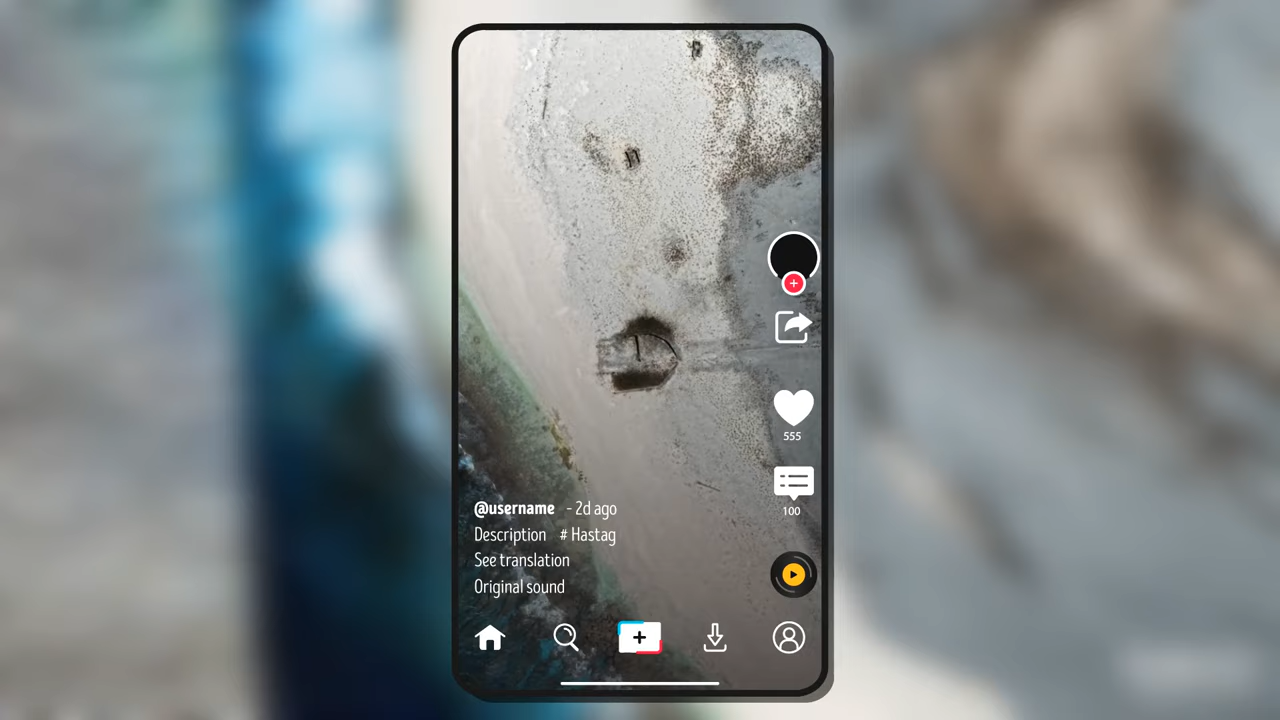 555
100
@username - 2d ago
Description # Hastag
See translation
Original sound